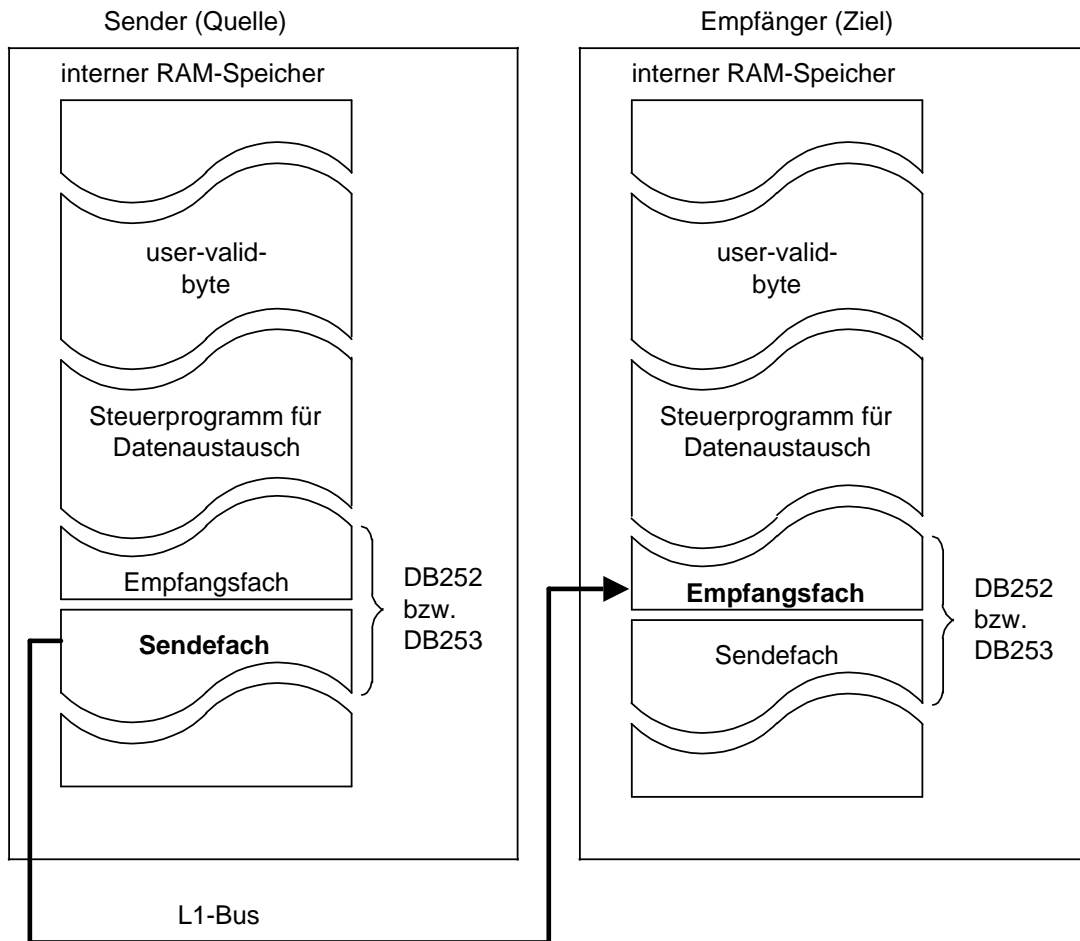 Sender (Quelle)
interner RAM-Speicher
user-valid-
byte
Steuerprogramm für
Datenaustausch
Empfangsfach
Sendefach
DB252
bzw.
DB253
L1-Bus
Empfänger (Ziel)
interner RAM-Speicher
user-valid-
byte
Steuerprogramm für
Datenaustausch
Empfangsfach
Sendefach
DB252
bzw.
DB253